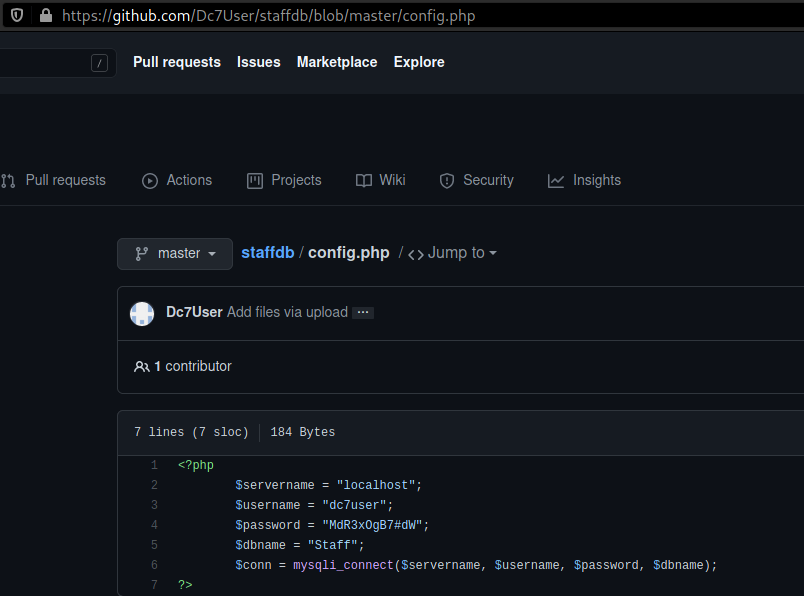 https://github.com/Dc7User/staffdb/blob/master/config.php
/ Pull requests Issues Marketplace Explore
Pull requests Actions Projects Wiki Security Insights
master staffdb / config.php / <> Jump to
Dc7User Add files via upload ...
1 contributor
7 lines (7 sloc) 184 Bytes
1 <?php
2 $servername = "localhost";
3 $username = "dc7user";
4 $password = "MdR3xOgB7#dW";
5 $dbname = "Staff";
6 $conn = mysqli_connect($servername, $username, $password, $dbname);
7 ?>